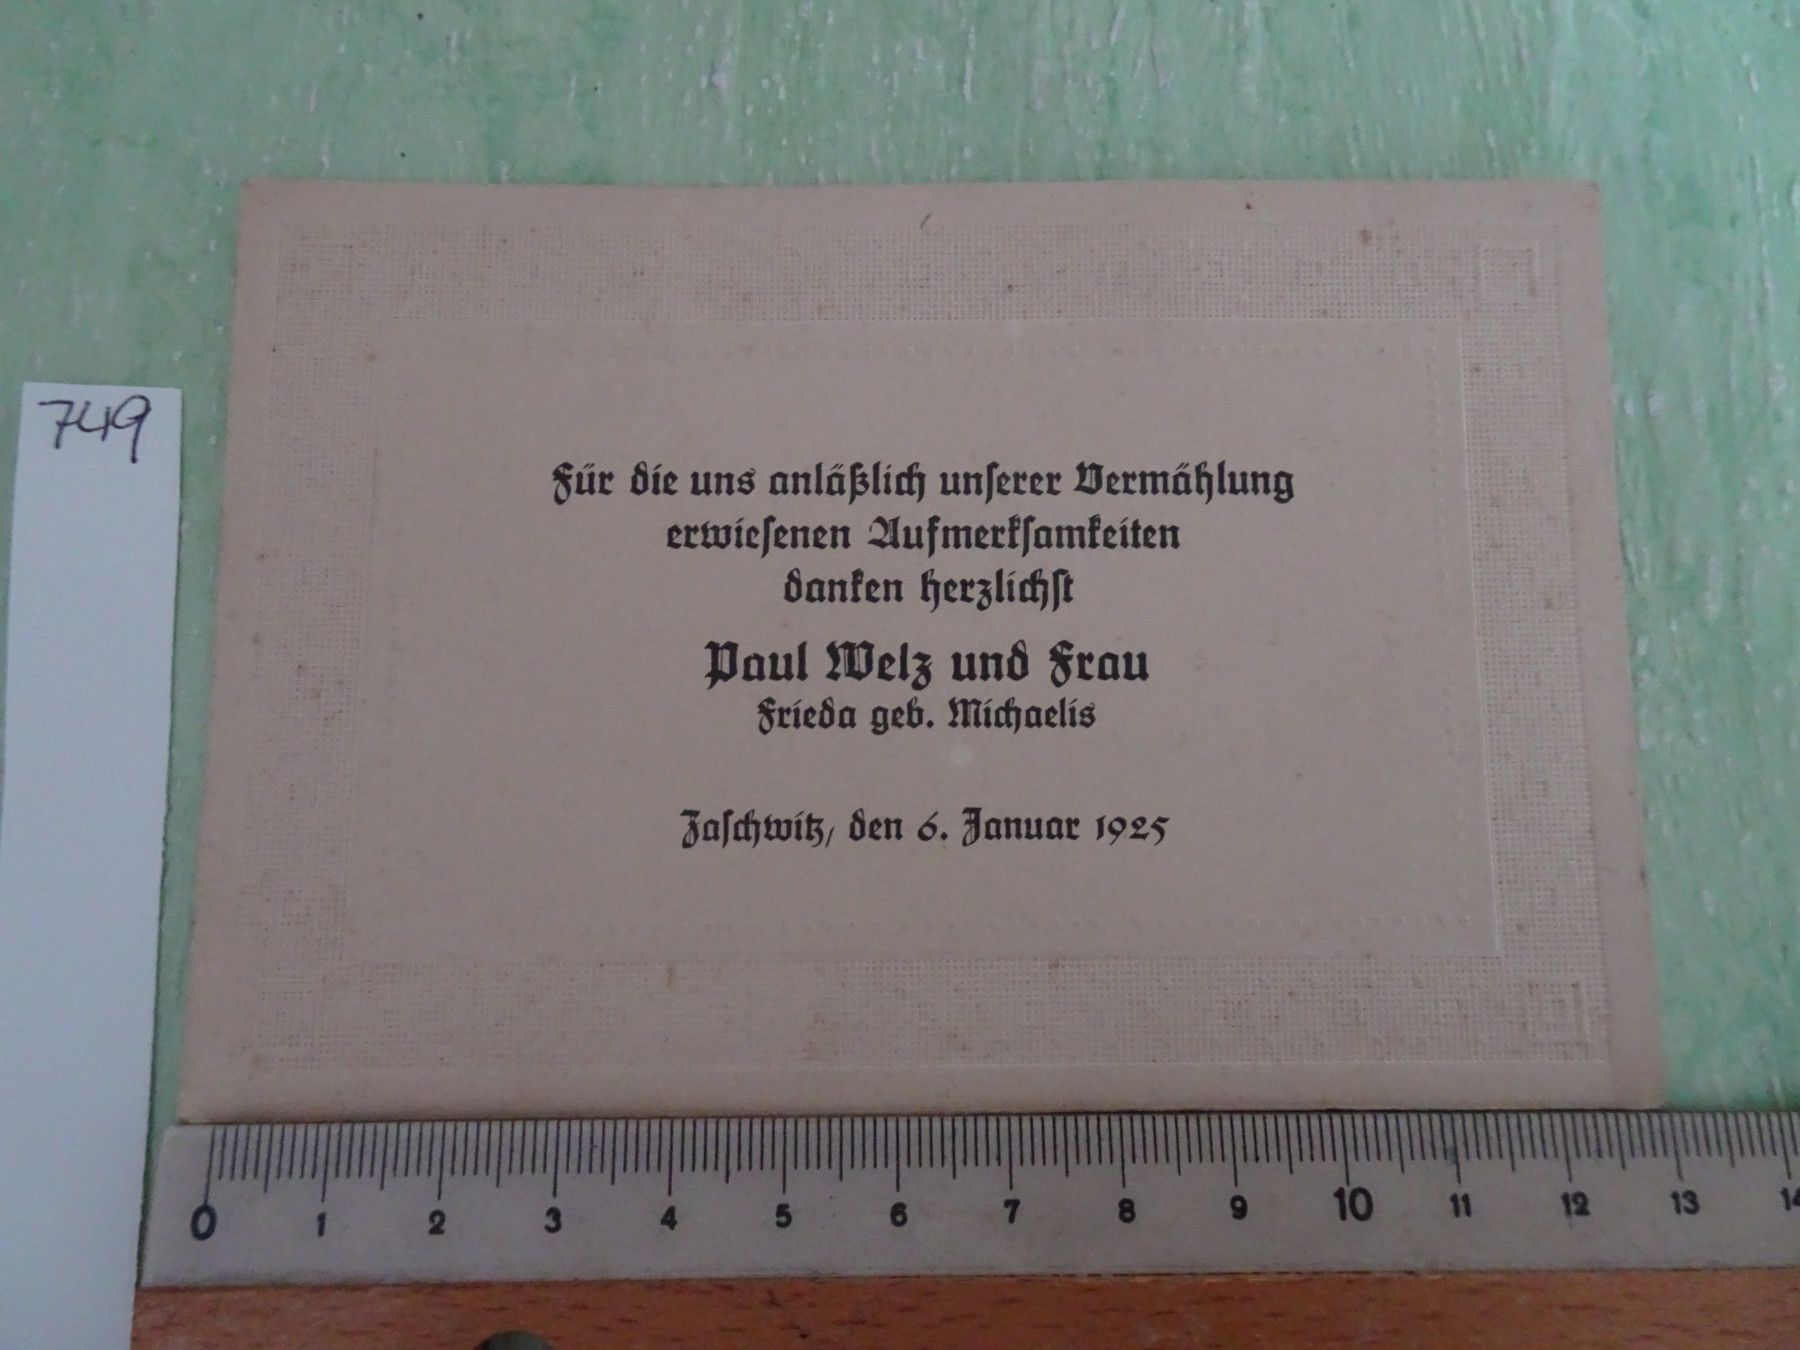 749
Für die uns anläßlich unſerer Vermählung
erwieſenen Aufmerkſamkeiten
danken herzlichſt
Paul Welz und Frau
Frieda geb. Michaelis
Zaſchwitz, den 6. Januar 1925
0 1 2 3 4 5 6 7 8 9 10 11 12 13 14